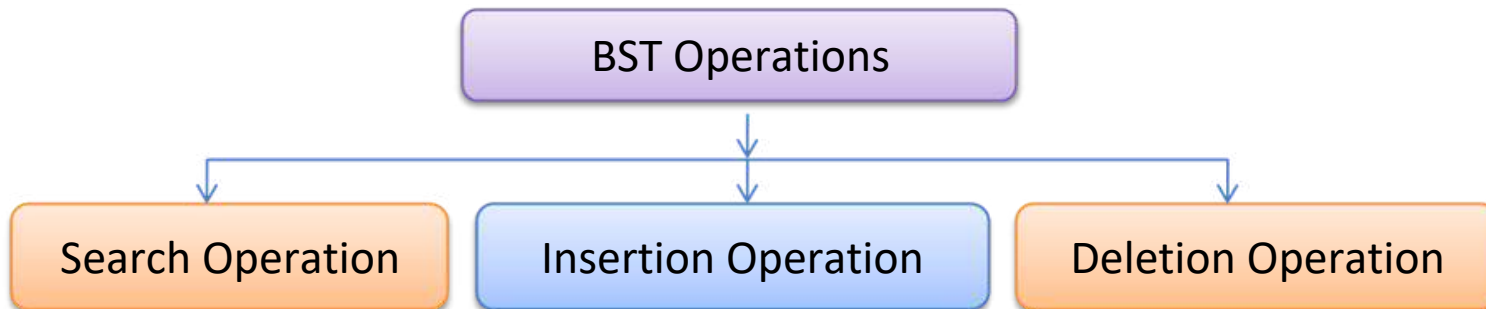 BST Operations
Search Operation
Insertion Operation
Deletion Operation